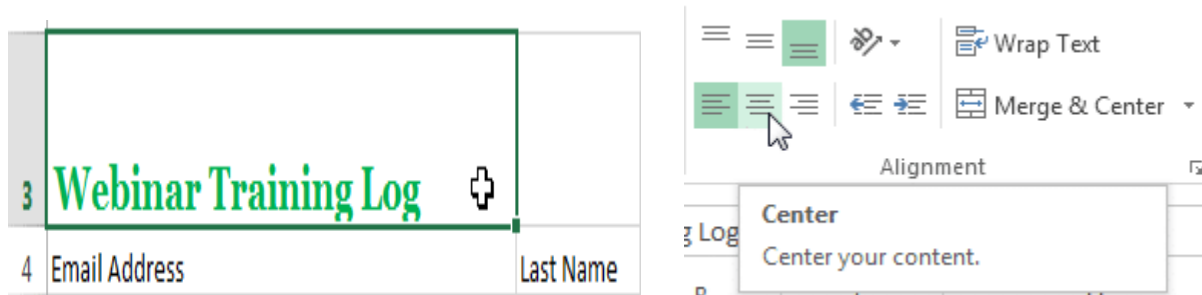 3 Webinar Training Log
4 Email Address Last Name
ab
Wrap Text
Merge & Center
Alignment
Center
Center your content.
g Log